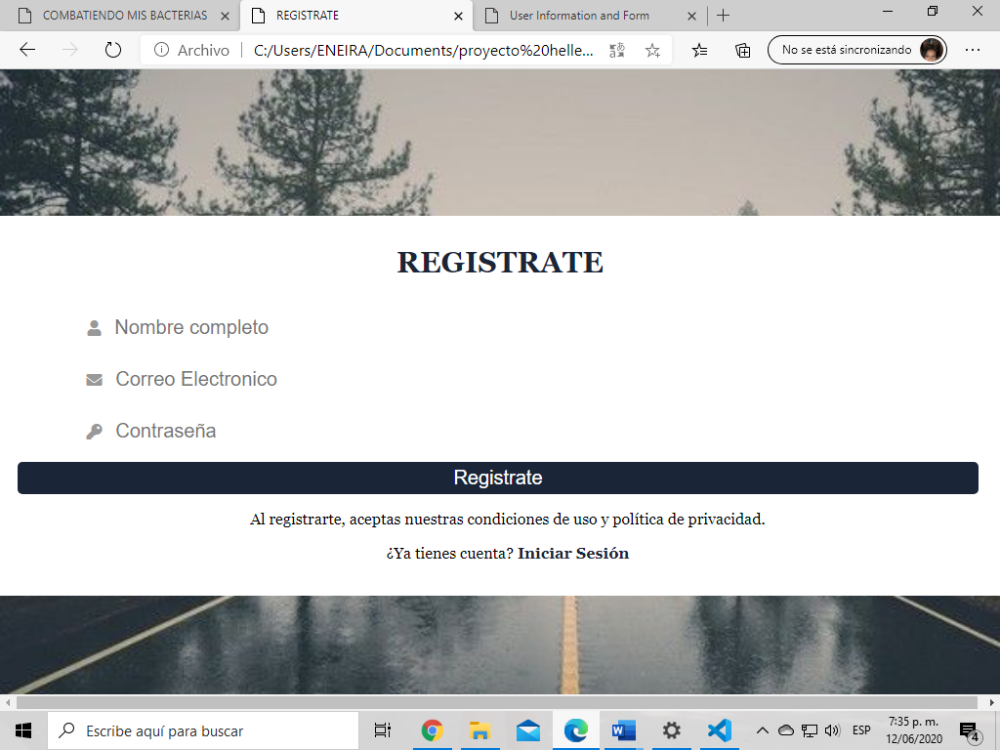 COMBATIENDO MIS BACTERIAS
REGISTRATE
User Information and Form
Archivo
C:/Users/ENEIRA/Documents/proyecto%20helle...
No se está sincronizando
REGISTRATE
Nombre completo
Correo Electronico
Contraseña
Registrate
Al registrarte, aceptas nuestras condiciones de uso y política de privacidad.
¿Ya tienes cuenta? Iniciar Sesión
Escribe aquí para buscar
ESP
7:35 p. m.
12/06/2020
4